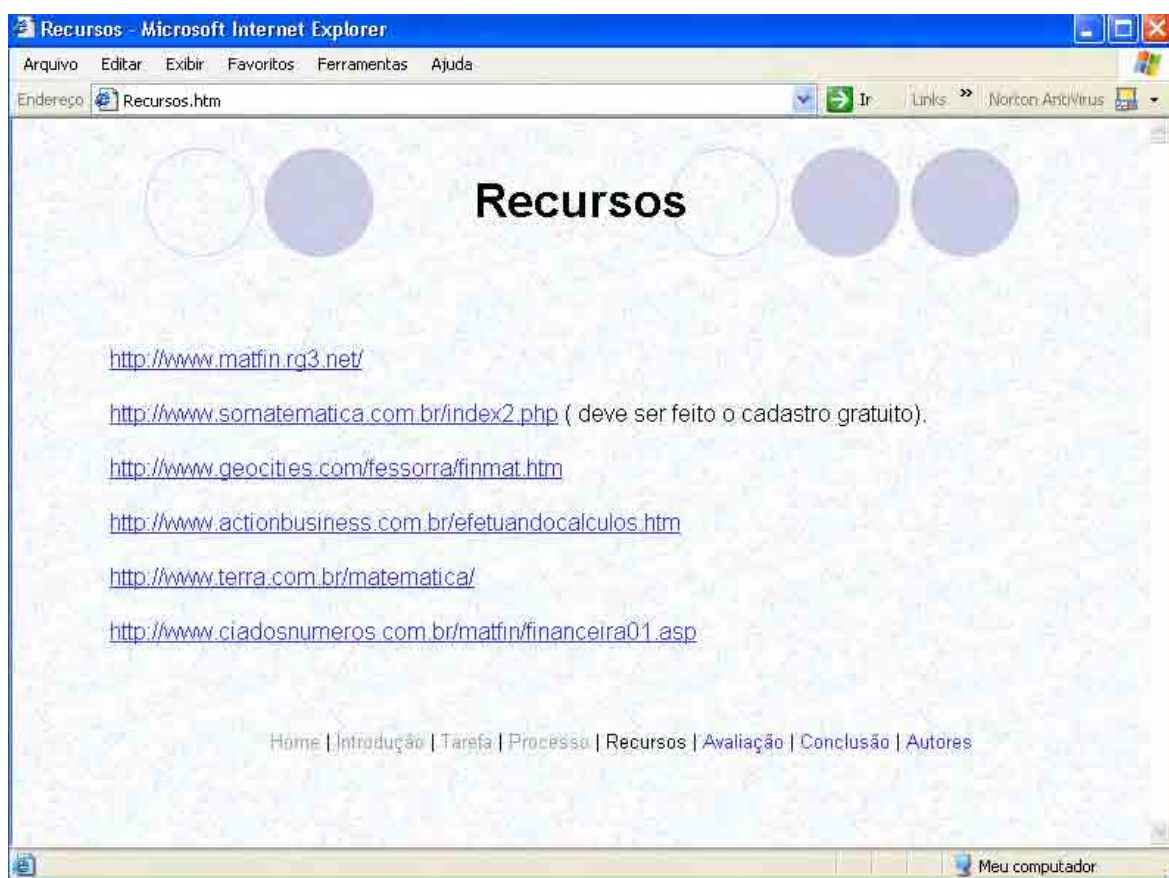 Recursos - Microsoft Internet Explorer
Arquivo Editar Exibir Favoritos Ferramentas Ajuda
Endereço Recursos.htm Ir Links » Norton AntiVirus
Recursos
http://www.matfin.rg3.net/
http://www.somatematica.com.br/index2.php ( deve ser feito o cadastro gratuito).
http://www.geocities.com/fessorra/finmat.htm
http://www.actionbusiness.com.br/efetuandocalculos.htm
http://www.terra.com.br/matematica/
http://www.ciadosnumeros.com.br/matfin/financeira01.asp
Home | Introdução | Tarefa | Processo | Recursos | Avaliação | Conclusão | Autores
Meu computador